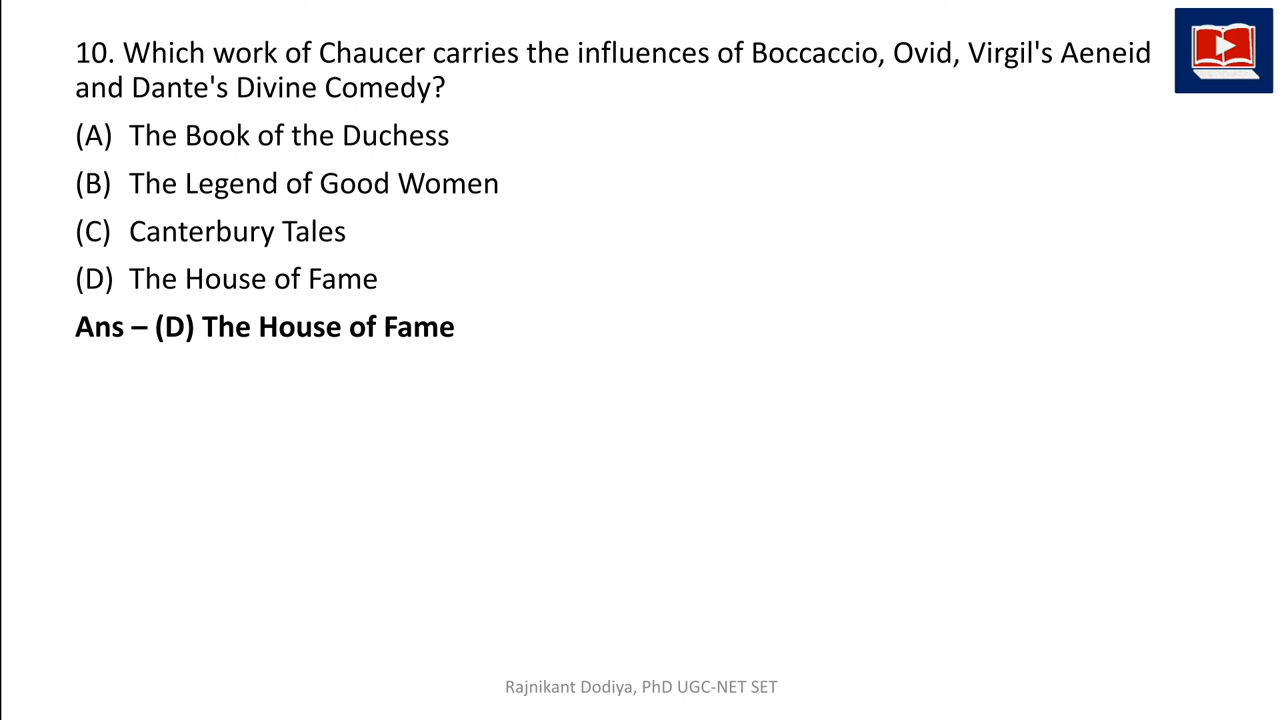 10. Which work of Chaucer carries the influences of Boccaccio, Ovid, Virgil's Aeneid
and Dante's Divine Comedy?
(A) The Book of the Duchess
(B) The Legend of Good Women
(C) Canterbury Tales
(D) The House of Fame
Ans – (D) The House of Fame
Rajnikant Dodiya, PhD UGC-NET SET